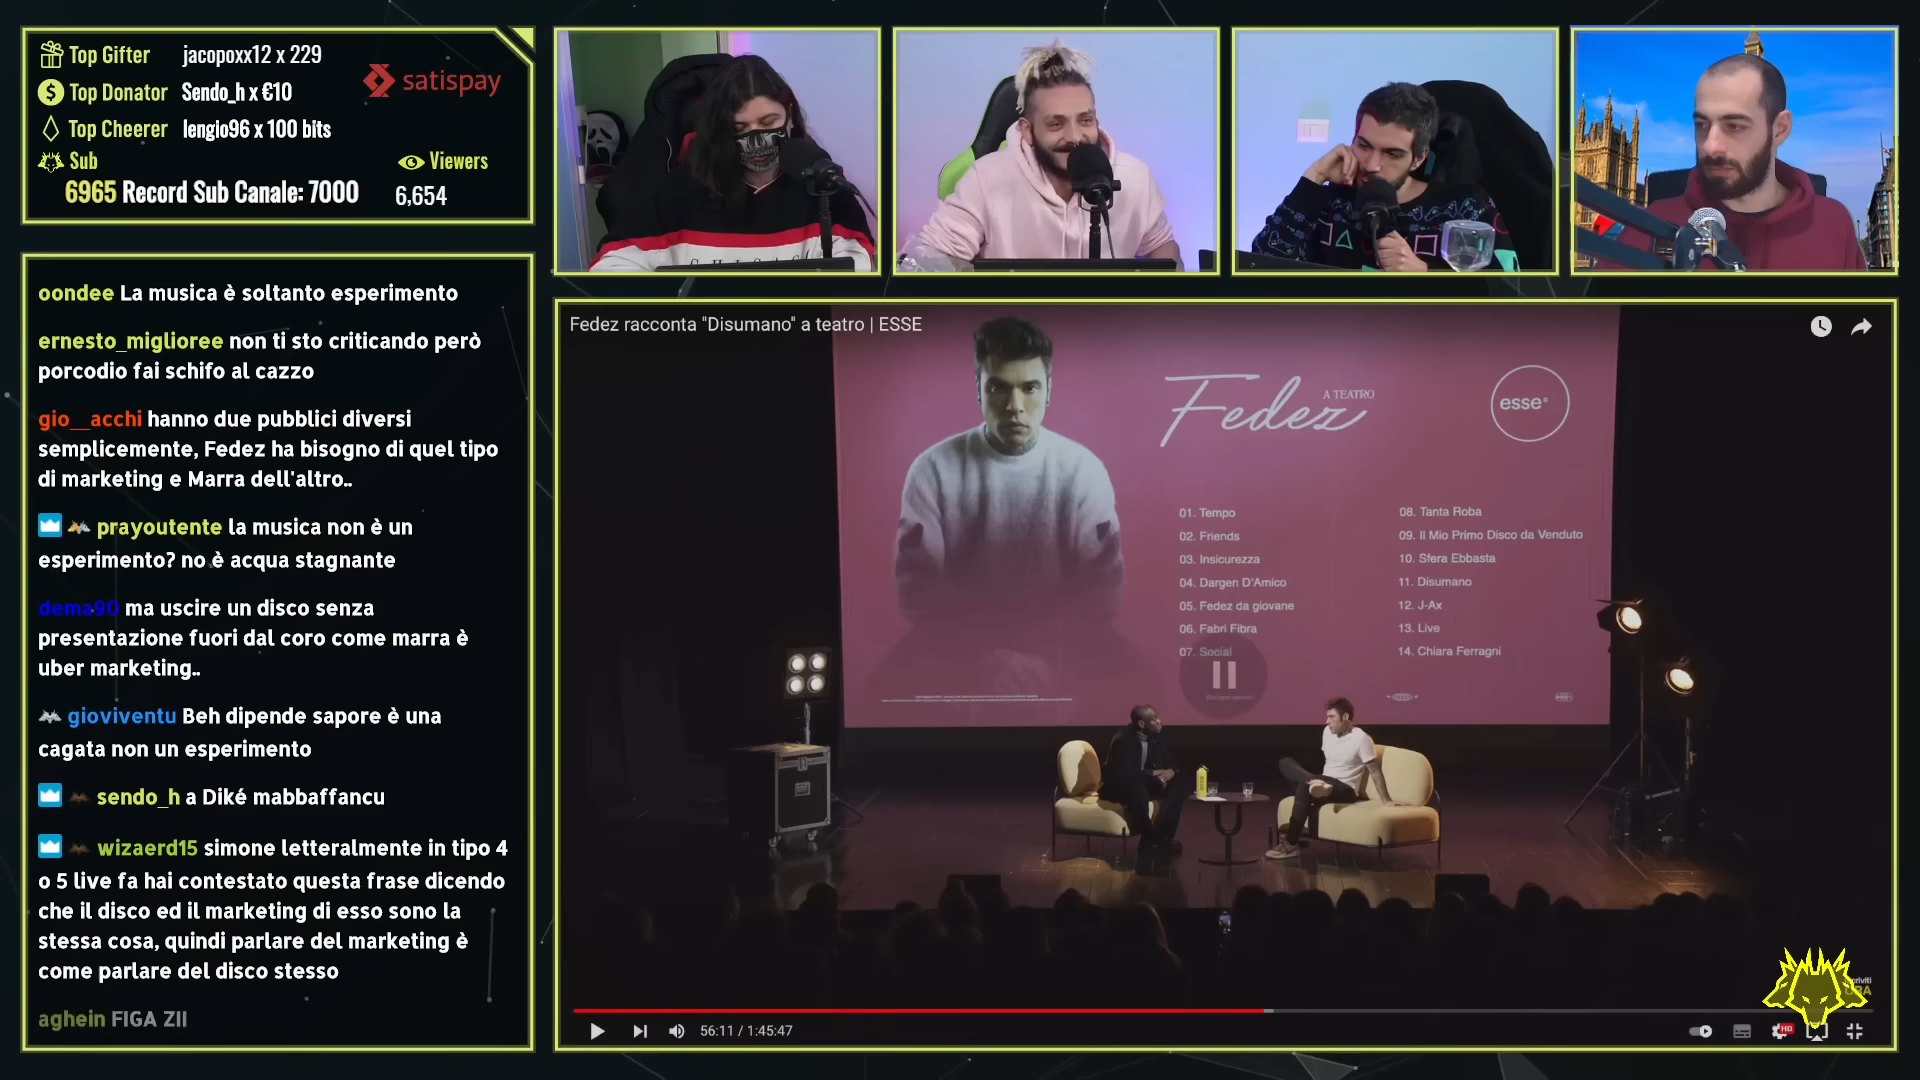 Top Gifter jacopoxx12 x 229
satispay
Top Donator Sendo_h x €10
Top Cheerer lengio96 x 100 bits
Sub
Viewers
6965 Record Sub Canale: 7000
6,654
oondee La musica è soltanto esperimento
ernesto_miglioree non ti sto criticando però
porcodio fai schifo al cazzo
gio__acchi hanno due pubblici diversi
semplicemente, Fedez ha bisogno di quel tipo
di marketing e Marra dell'altro..
prayoutente la musica non è un
esperimento? no è acqua stagnante
dema90 ma uscire un disco senza
presentazione fuori dal coro come marra è
uber marketing..
gioviventu Beh dipende sapore è una
cagata non un esperimento
sendo_h a Diké mabbaffancu
wizaerd15 simone letteralmente in tipo 4
o 5 live fa hai contestato questa frase dicendo
che il disco ed il marketing di esso sono la
stessa cosa, quindi parlare del marketing è
come parlare del disco stesso
aghein FIGA ZII
Fedez racconta "Disumano" a teatro | ESSE
A TEATRO
Fedez
esse
01. Tempo
02. Friends
03. Insicurezza
04. Dargen D'Amico
05. Fedez da giovane
06. Fabri Fibra
07. Social
08. Tanta Roba
09. Il Mio Primo Disco da Venduto
10. Sfera Ebbasta
11. Disumano
12. J-Ax
13. Live
14. Chiara Ferragni
56:11 / 1:45:47
HD